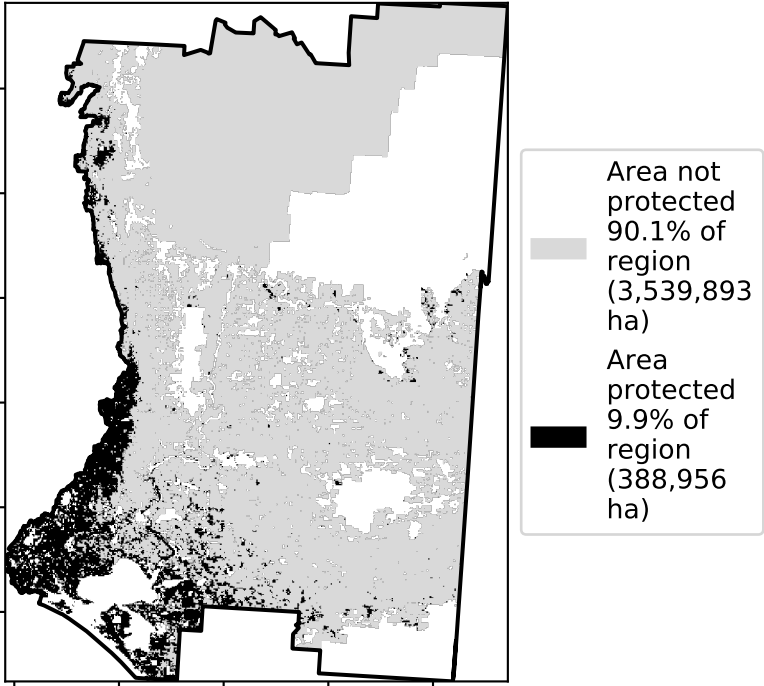 Area not
protected
90.1% of
region
(3,539,893
ha)
Area
protected
9.9% of
region
(388,956
ha)